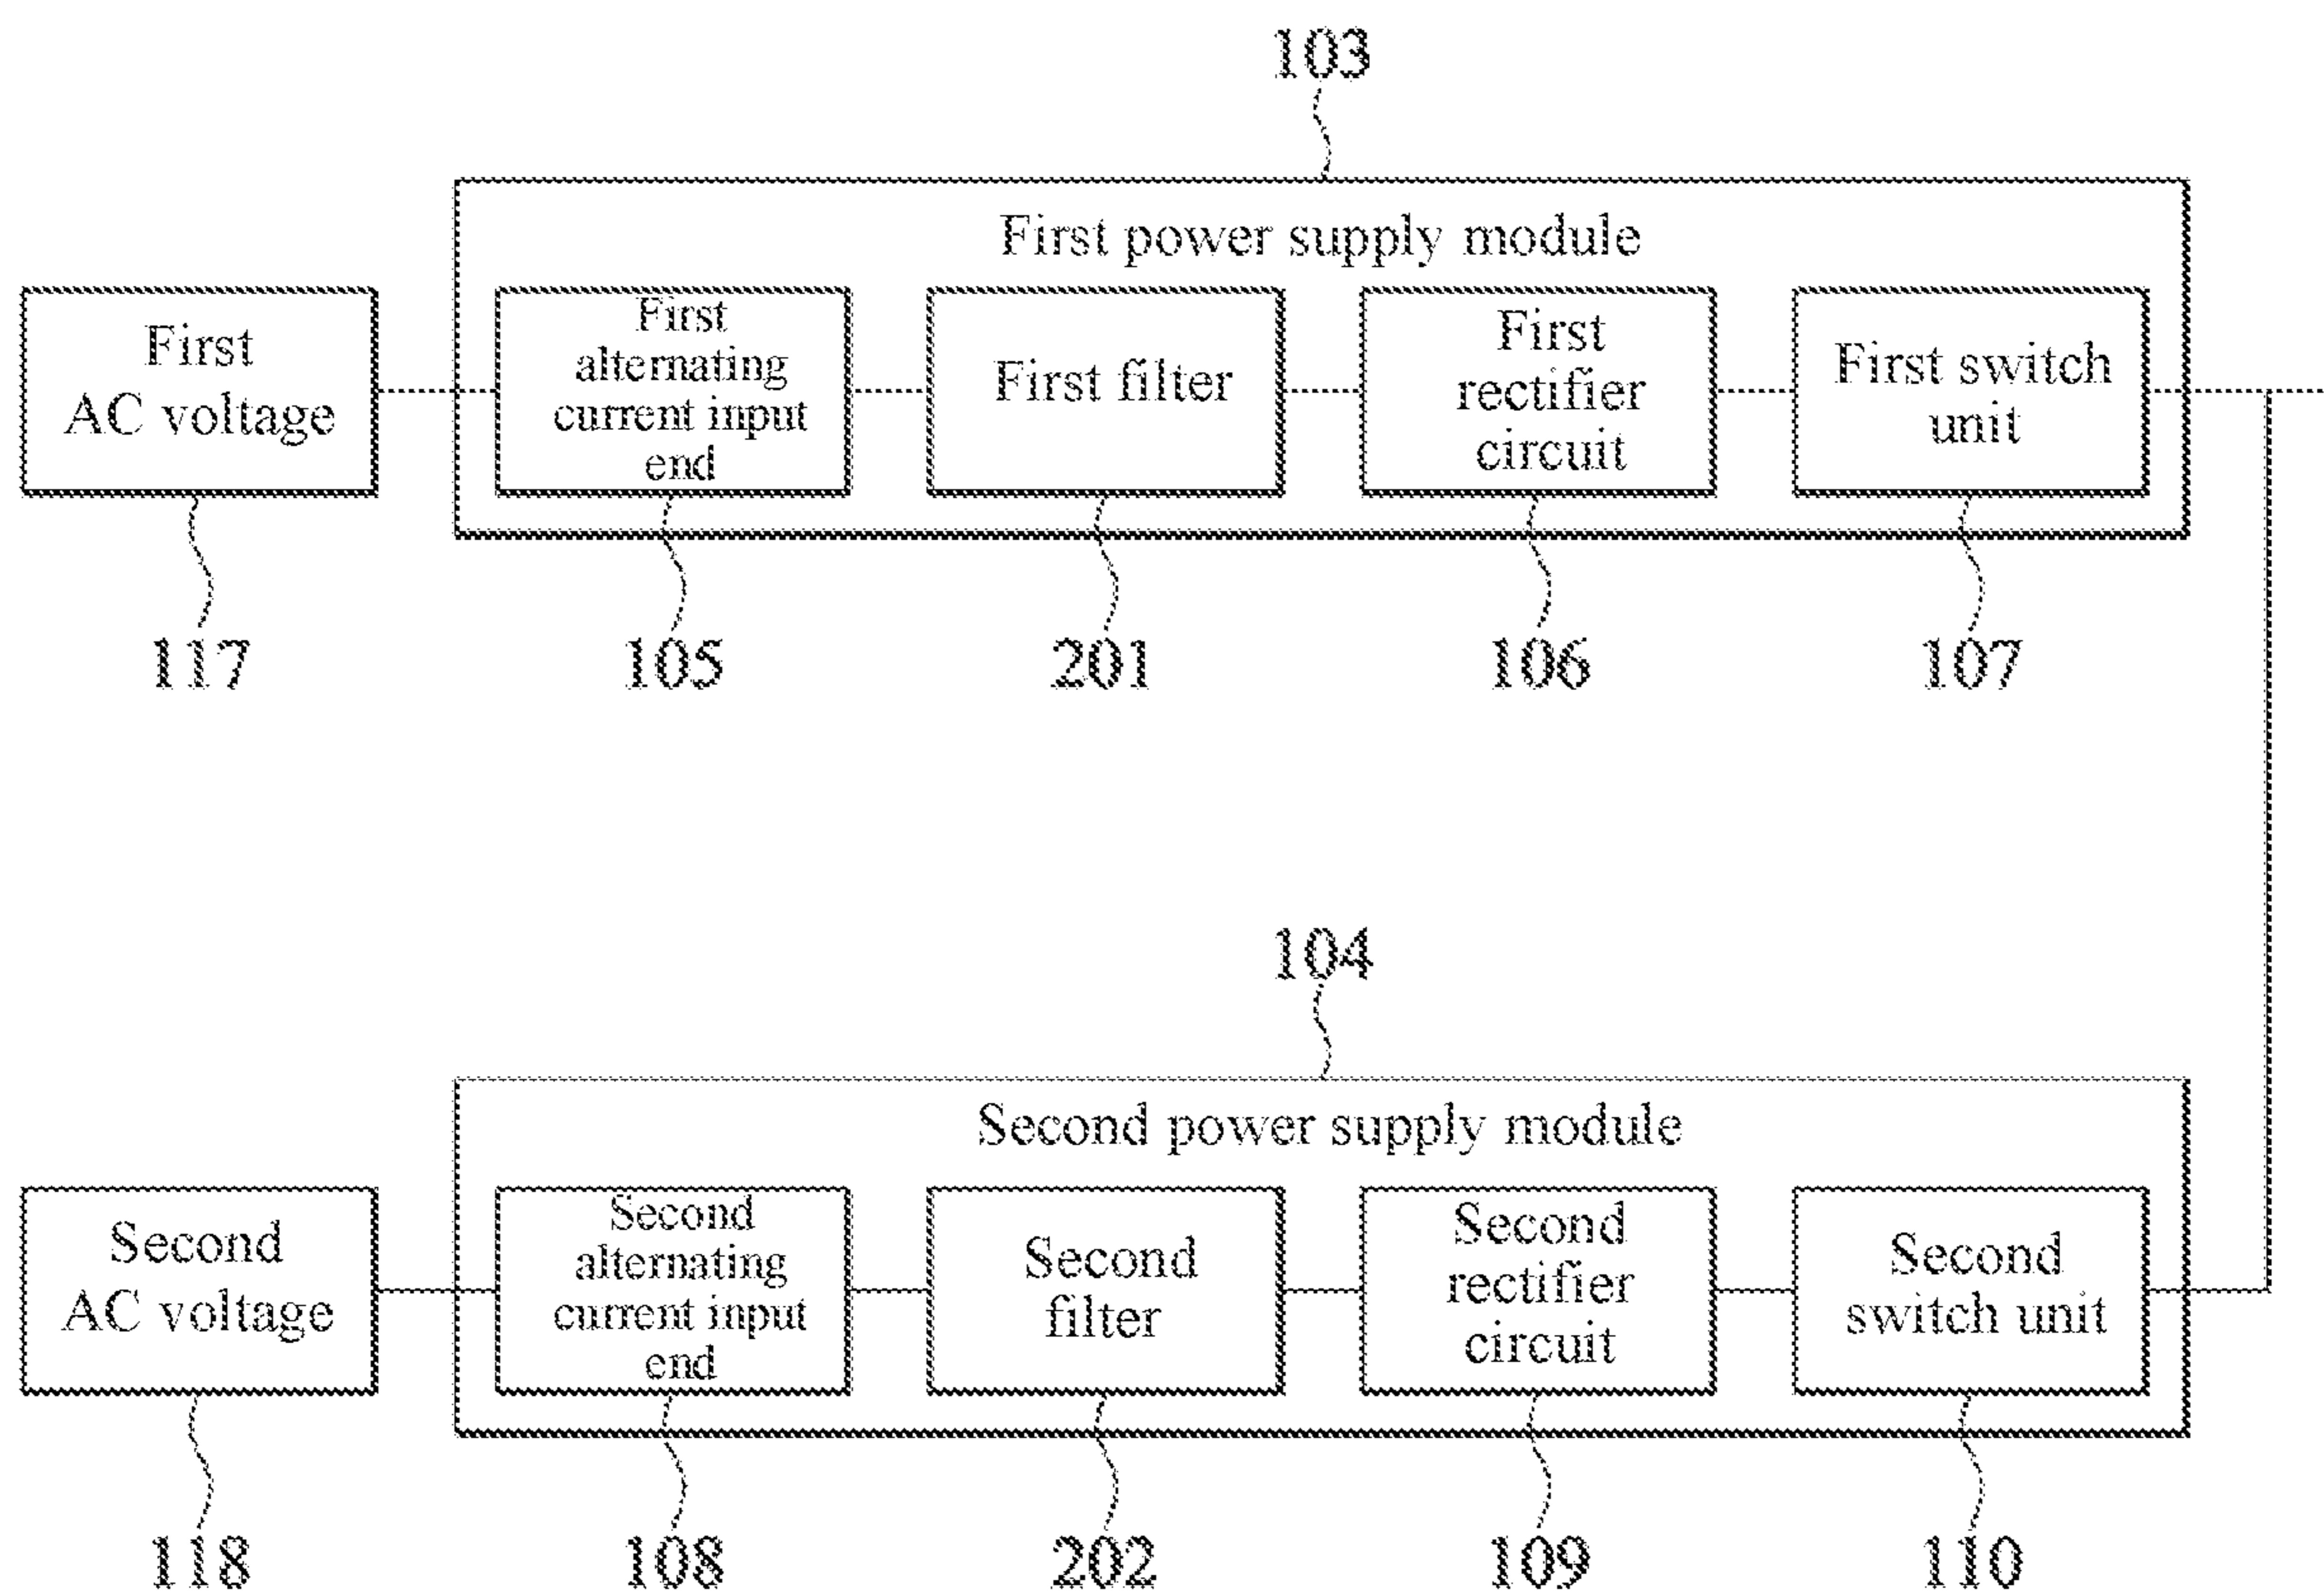 103
First power supply module
First
AC voltage
First
alternating
current input
end
First filter
First
rectifier
circuit
First switch
unit
117
105
201
106
107
104
Second power supply module
Second
AC voltage
Second
alternating
current input
end
Second
filter
Second
rectifier
circuit
Second
switch unit
118
108
202
109
110